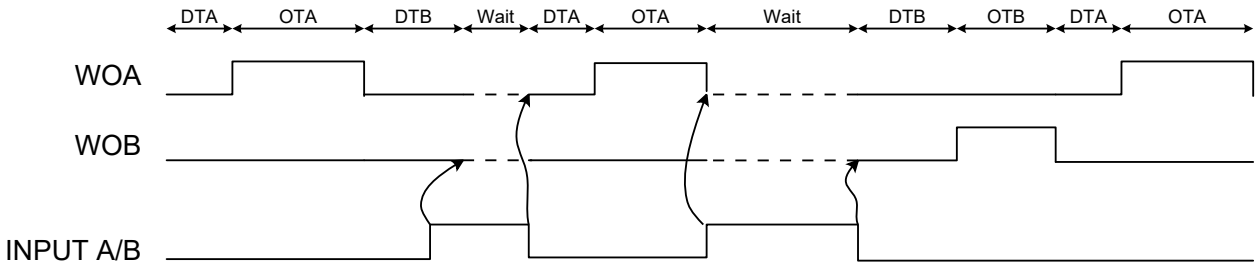 DTA OTA DTB Wait DTA OTA Wait DTB OTB DTA OTA
WOA
WOB
INPUT A/B